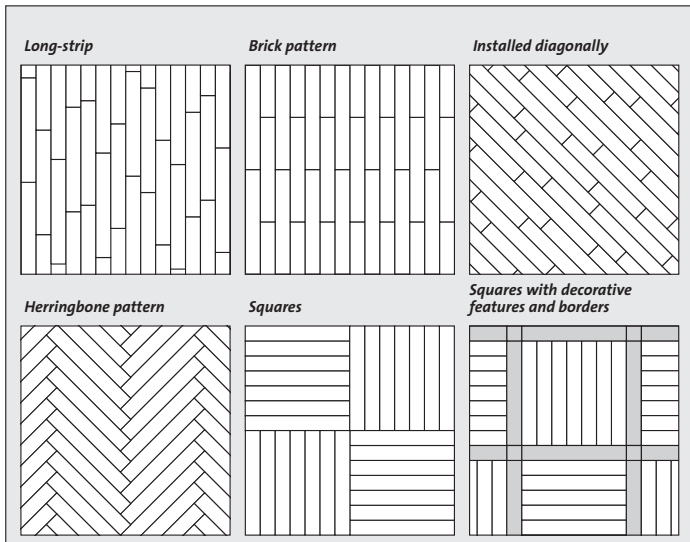 Long-strip
Brick pattern
Installed diagonally
Herringbone pattern
Squares
Squares with decorative
features and borders